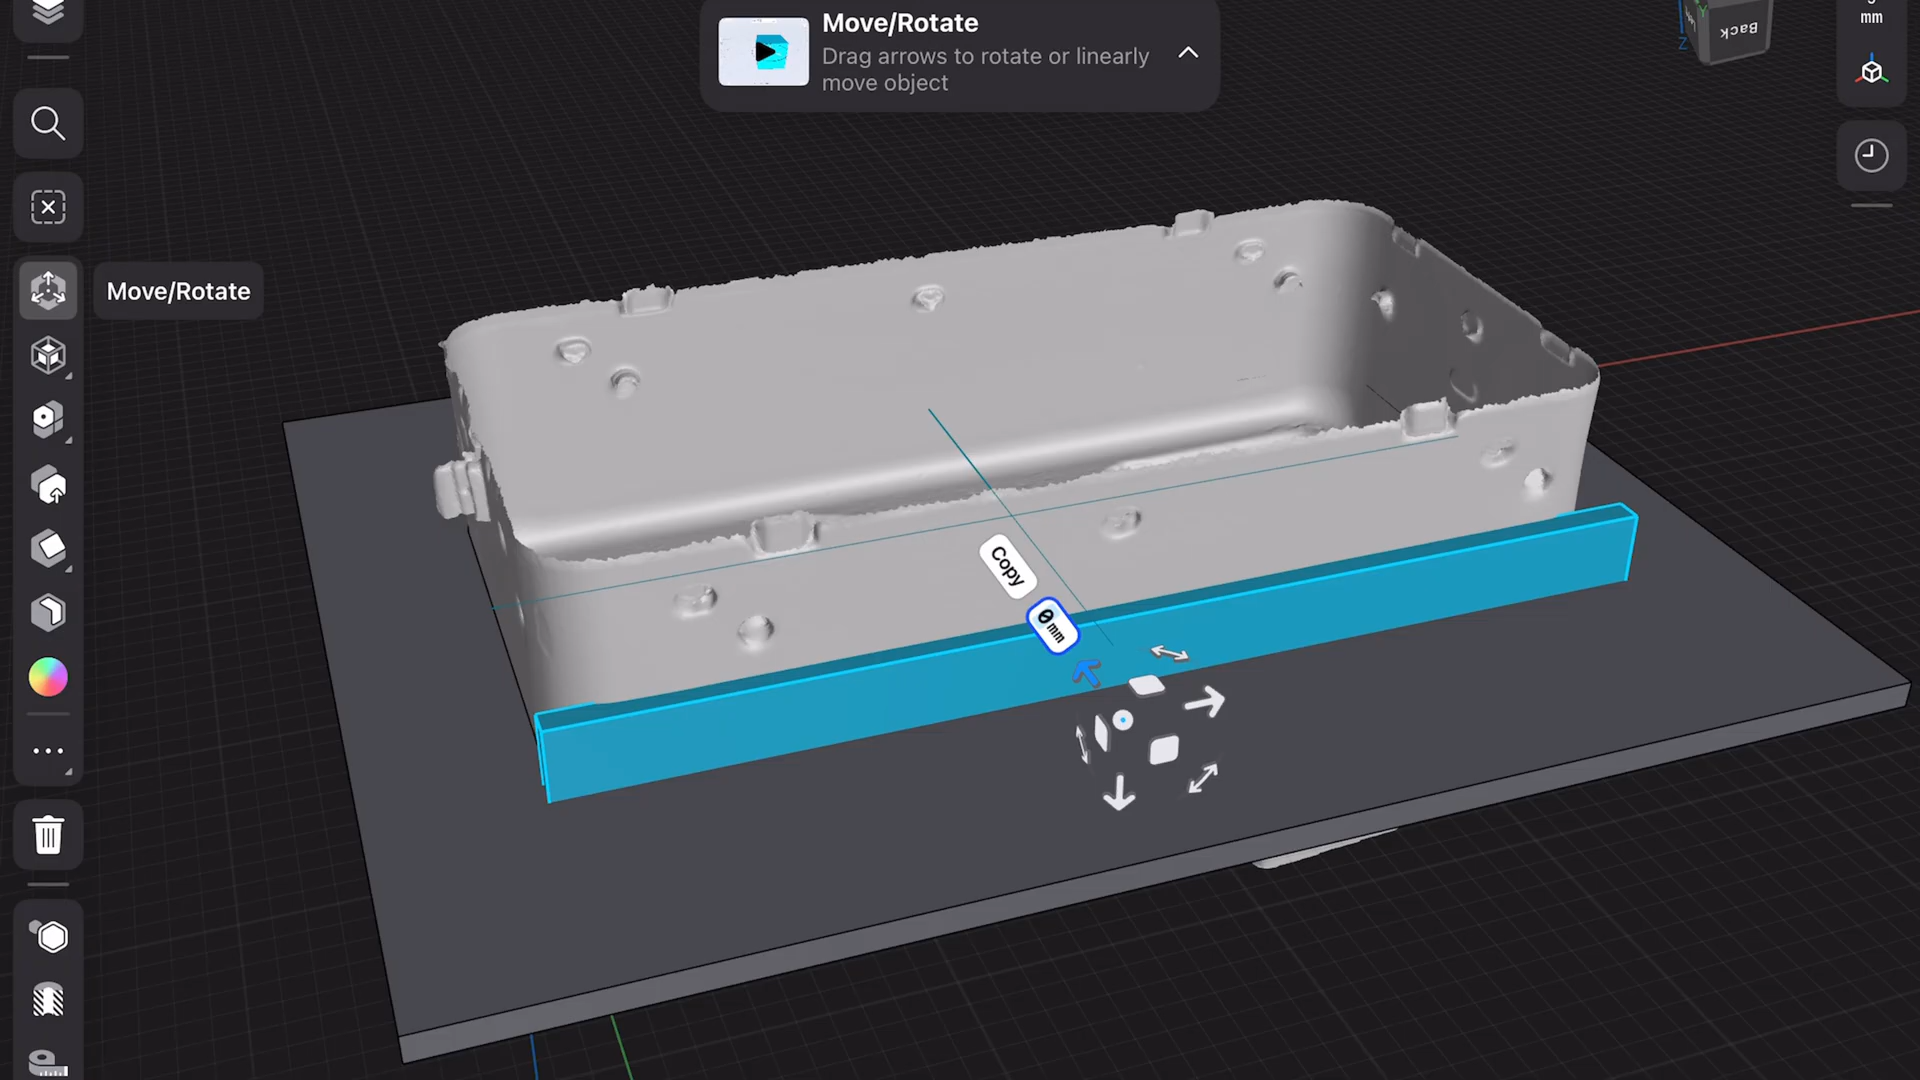 Move/Rotate
Drag arrows to rotate or linearly
move object
Back
Y
Z
mm
Move/Rotate
Copy
0 mm